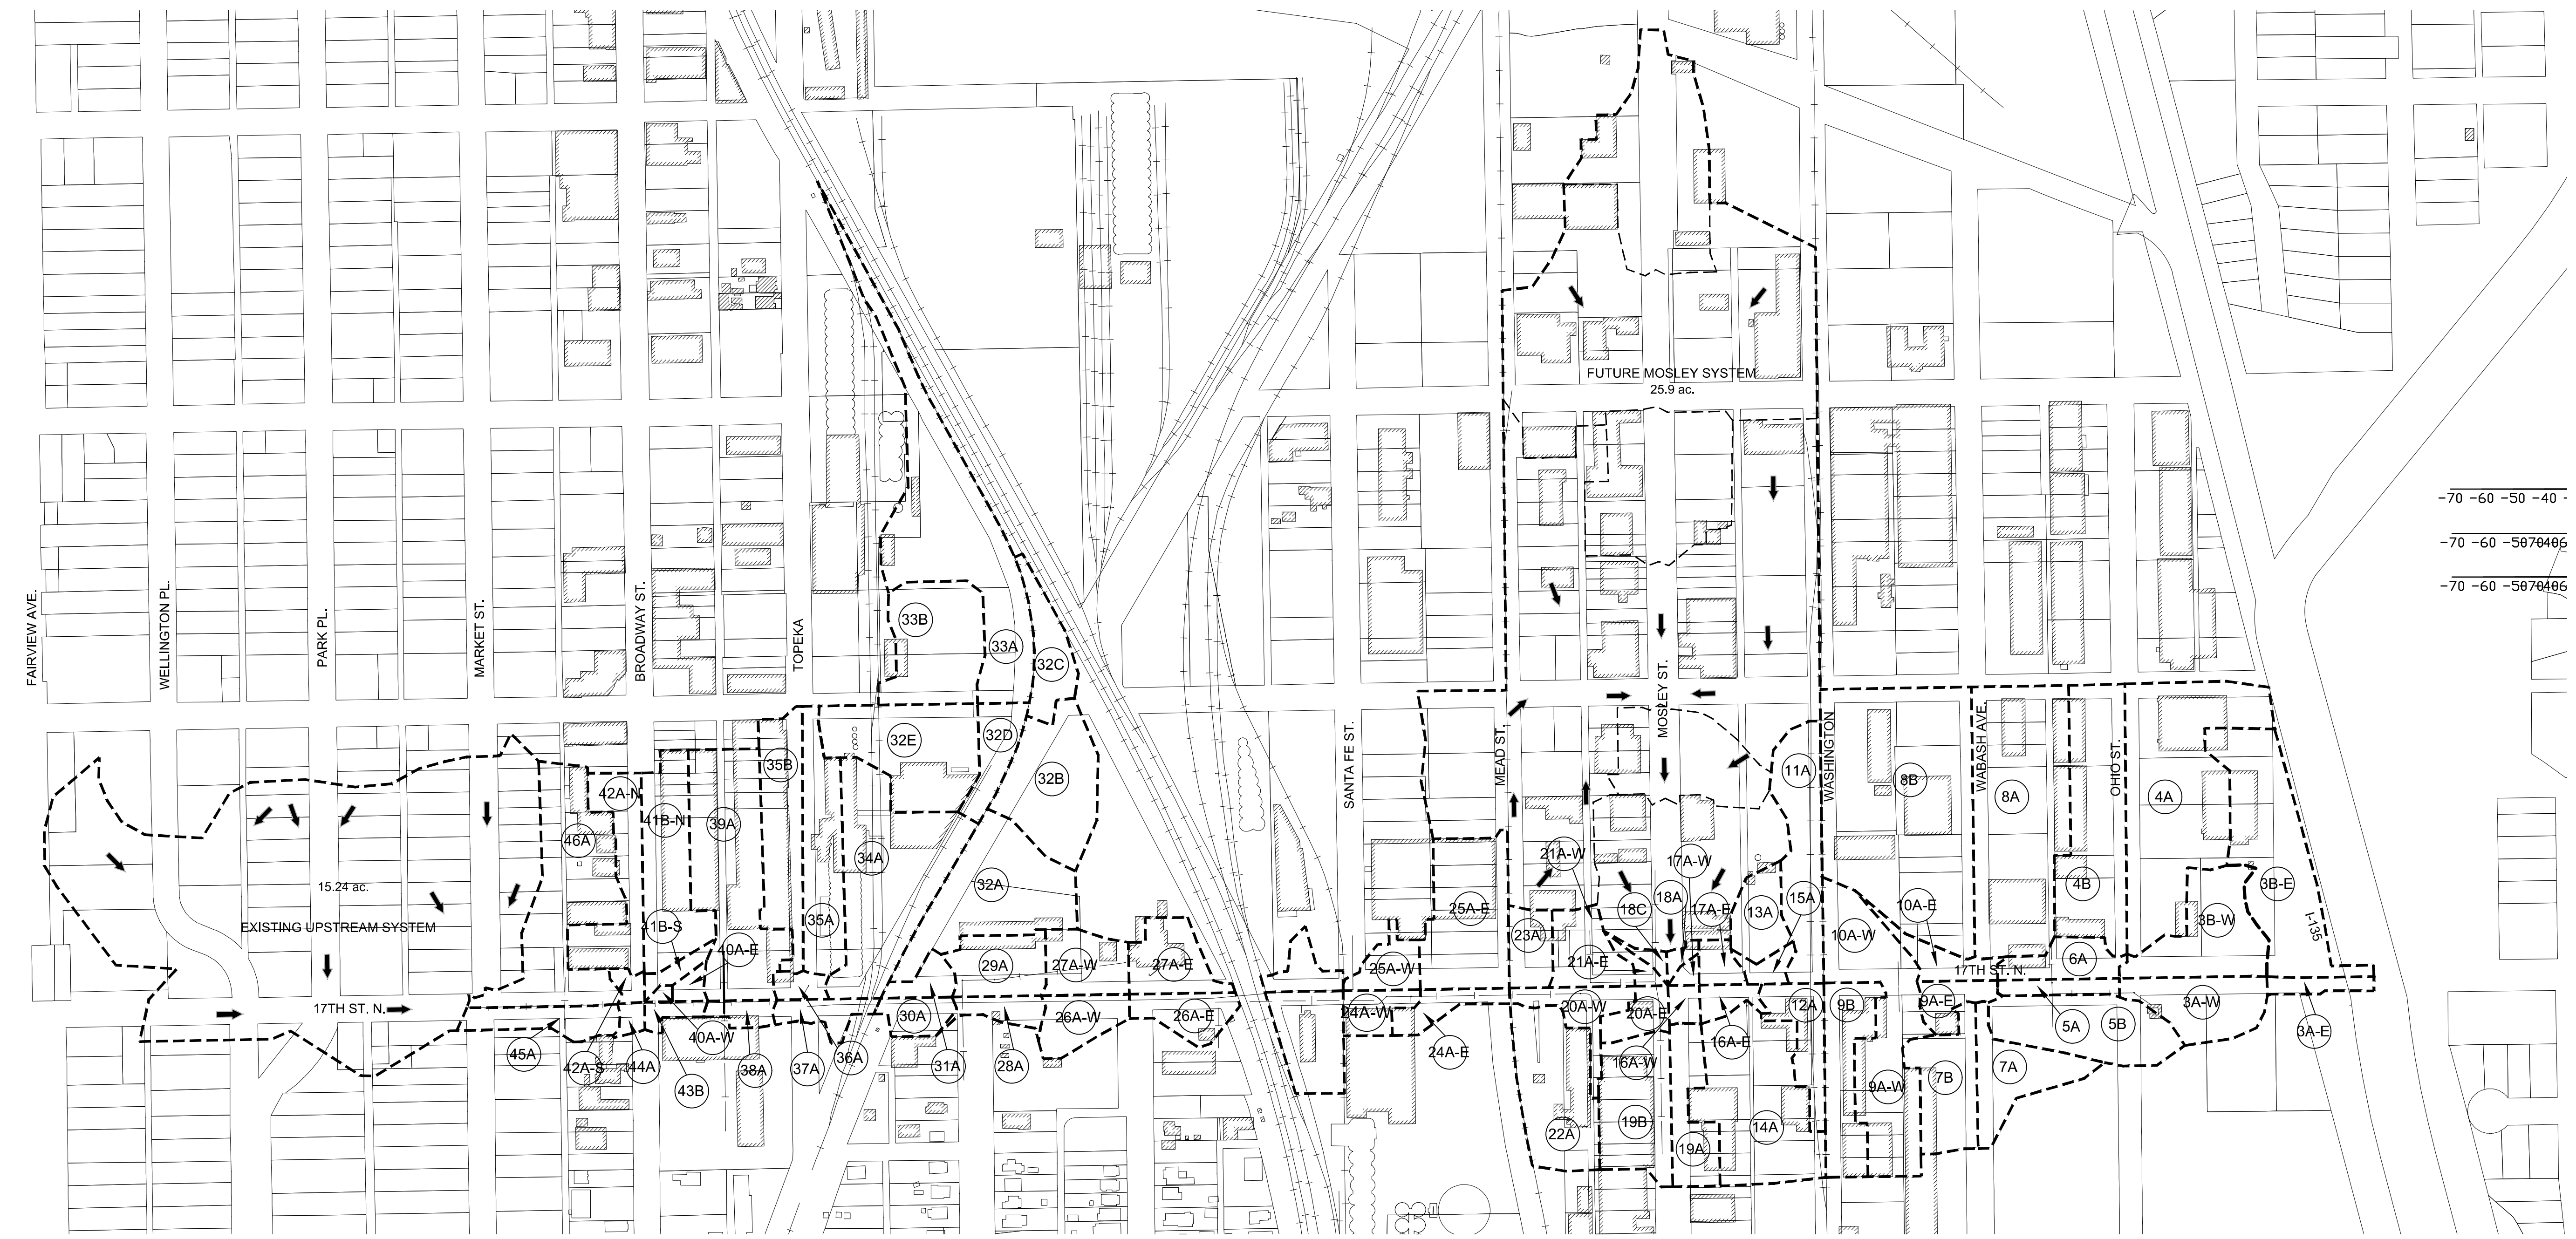 FUTURE MOSLEY SYSTEM
25.9 ac.
-70 -60 -50 -40 -
-70 -60 -5070406
-70 -60 -5070406
FAIRVIEW AVE.
WELLINGTON PL.
PARK PL.
MARKET ST.
BROADWAY ST.
TOPEKA
SANTA FE ST.
MEAD ST.
MOSLEY ST.
WASHINGTON
WABASH AVE.
OHIO ST.
I-135
33B
33A
32C
32E
32D
32B
35B
42A-N
41B-N
39A
46A
34A
32A
35A
41B-S
40A-E
29A
27A-W
27A-E
25A-W
25A-E
23A
21A-W
21A-E
18C
18A
17A-W
17A-E
13A
15A
11A
8B
8A
4A
4B
3B-E
3B-W
6A
10A-E
10A-W
15.24 ac.
EXISTING UPSTREAM SYSTEM
17TH ST. N.
17TH ST. N.
45A
42A-S
44A
43B
40A-W
38A
37A
36A
30A
31A
28A
26A-W
26A-E
24A-W
24A-E
20A-W
20A-E
16A-W
16A-E
12A
9B
9A-E
9A-W
7B
7A
5A
5B
3A-W
3A-E
22A
19B
19A
14A